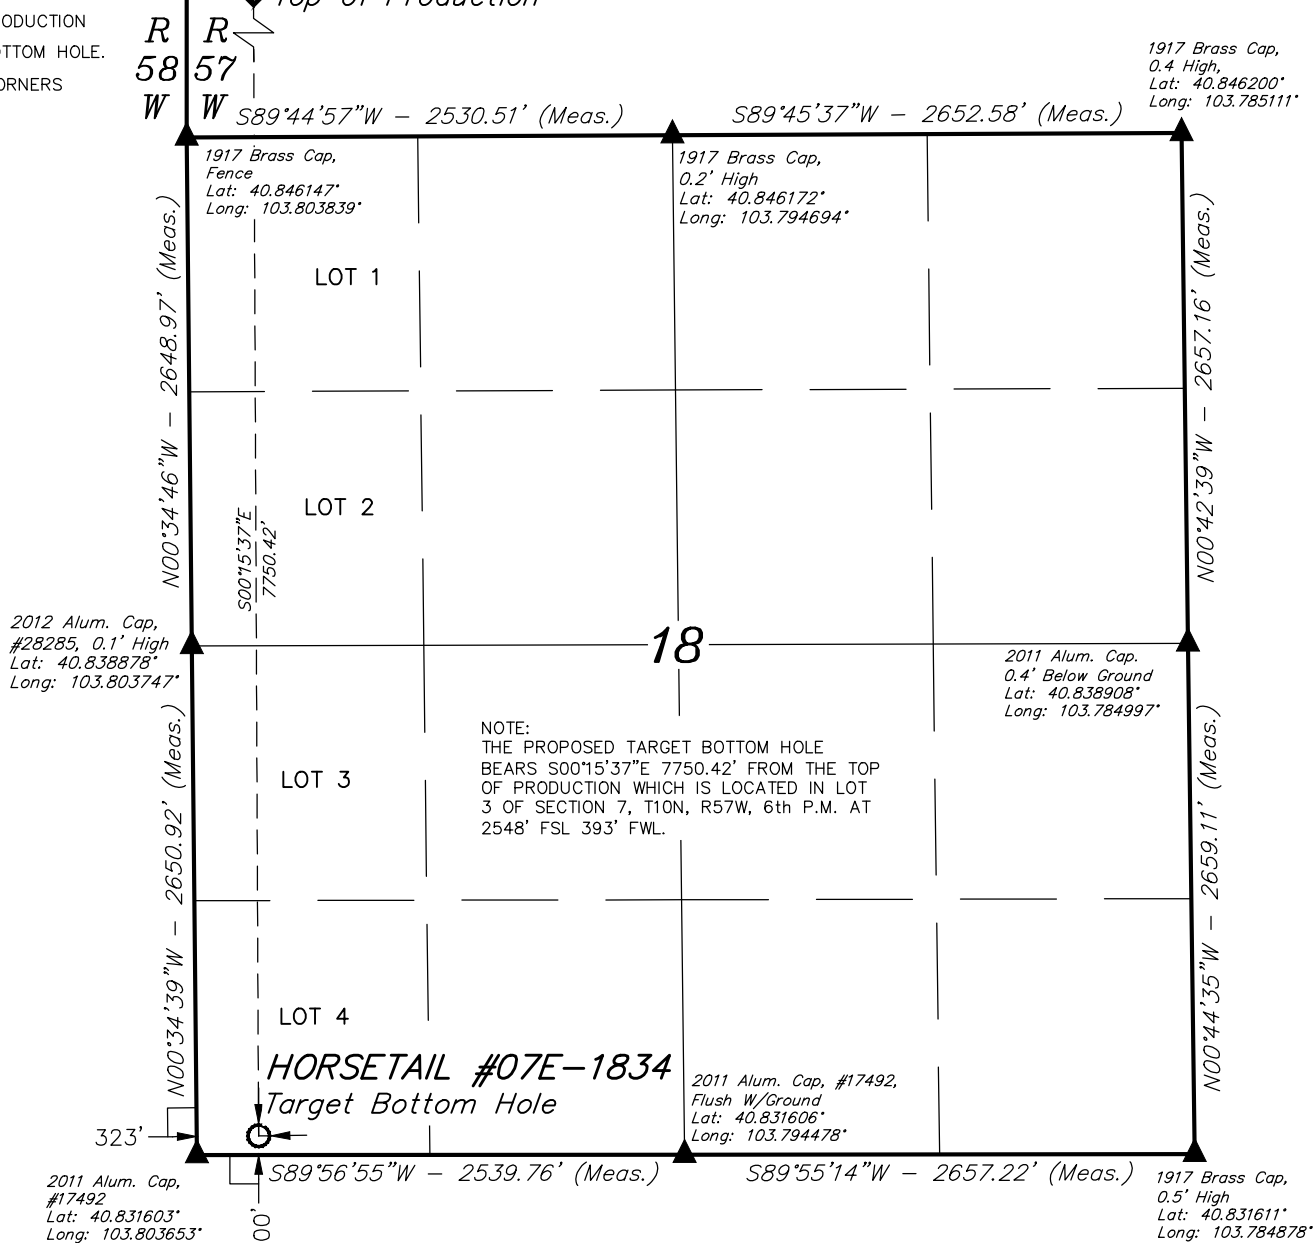 Top of Production
ODUCTION
OTTOM HOLE.
ORNERS
R R
58 57
W W
S89°44'57"W - 2530.51' (Meas.)
S89°45'37"W - 2652.58' (Meas.)
1917 Brass Cap,
0.4 High,
Lat: 40.846200°
Long: 103.785111°
1917 Brass Cap,
Fence
Lat: 40.846147°
Long: 103.803839°
1917 Brass Cap,
0.2' High
Lat: 40.846172°
Long: 103.794694°
N00°34'46"W - 2648.97' (Meas.)
N00°42'39"W - 2657.16' (Meas.)
LOT 1
LOT 2
S00°15'37"E
7750.42'
2012 Alum. Cap,
#28285, 0.1' High
Lat: 40.838878°
Long: 103.803747°
18
2011 Alum. Cap.
0.4' Below Ground
Lat: 40.838908°
Long: 103.784997°
NOTE:
THE PROPOSED TARGET BOTTOM HOLE
BEARS S00°15'37"E 7750.42' FROM THE TOP
OF PRODUCTION WHICH IS LOCATED IN LOT
3 OF SECTION 7, T10N, R57W, 6th P.M. AT
2548' FSL 393' FWL.
LOT 3
N00°34'39"W - 2650.92' (Meas.)
N00°44'35"W - 2659.11' (Meas.)
LOT 4
HORSETAIL #07E-1834
Target Bottom Hole
2011 Alum. Cap, #17492,
Flush W/Ground
Lat: 40.831606°
Long: 103.794478°
323'
S89°56'55"W - 2539.76' (Meas.)
S89°55'14"W - 2657.22' (Meas.)
2011 Alum. Cap,
#17492
Lat: 40.831603°
Long: 103.803653°
00'
1917 Brass Cap,
0.5' High
Lat: 40.831611°
Long: 103.784878°